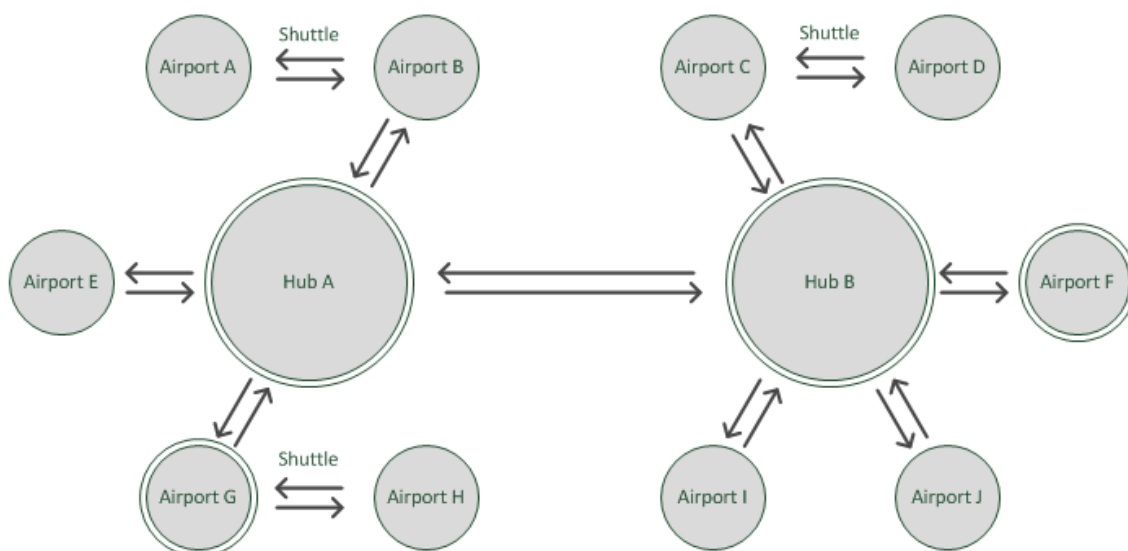 Shuttle
Shuttle
Airport A
Airport B
Airport C
Airport D
Airport E
Hub A
Hub B
Airport F
Shuttle
Airport G
Airport H
Airport I
Airport J